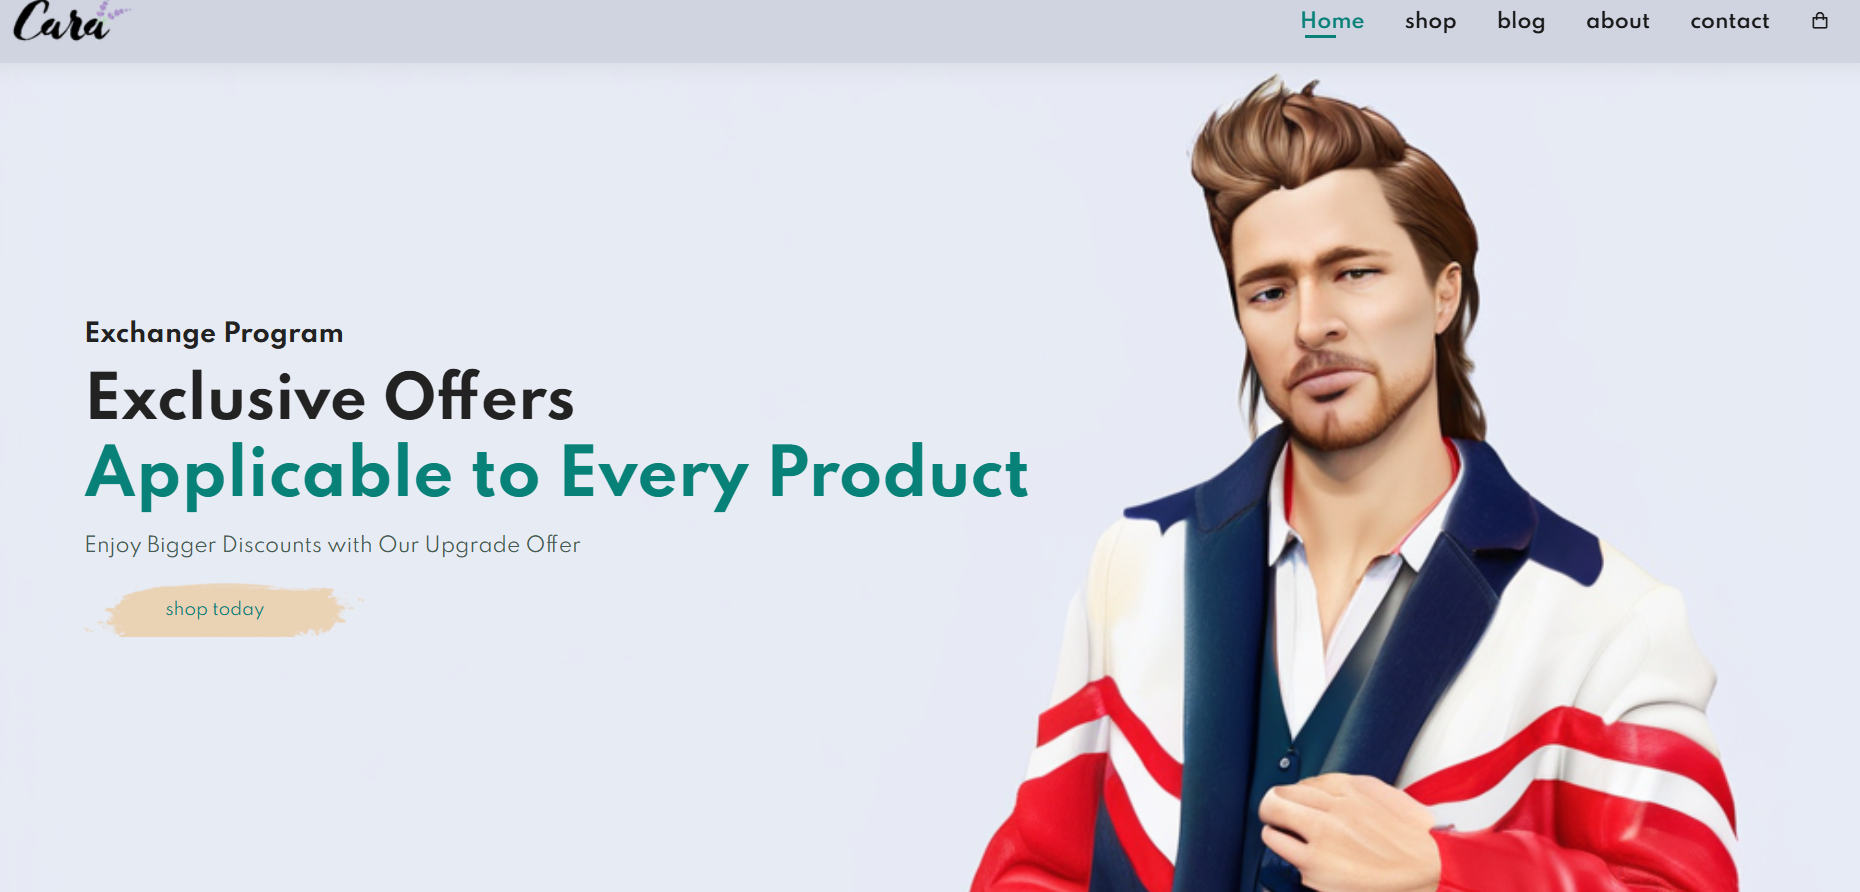 Cara
Home shop blog about contact
Exchange Program
Exclusive Offers
Applicable to Every Product
Enjoy Bigger Discounts with Our Upgrade Offer
shop today